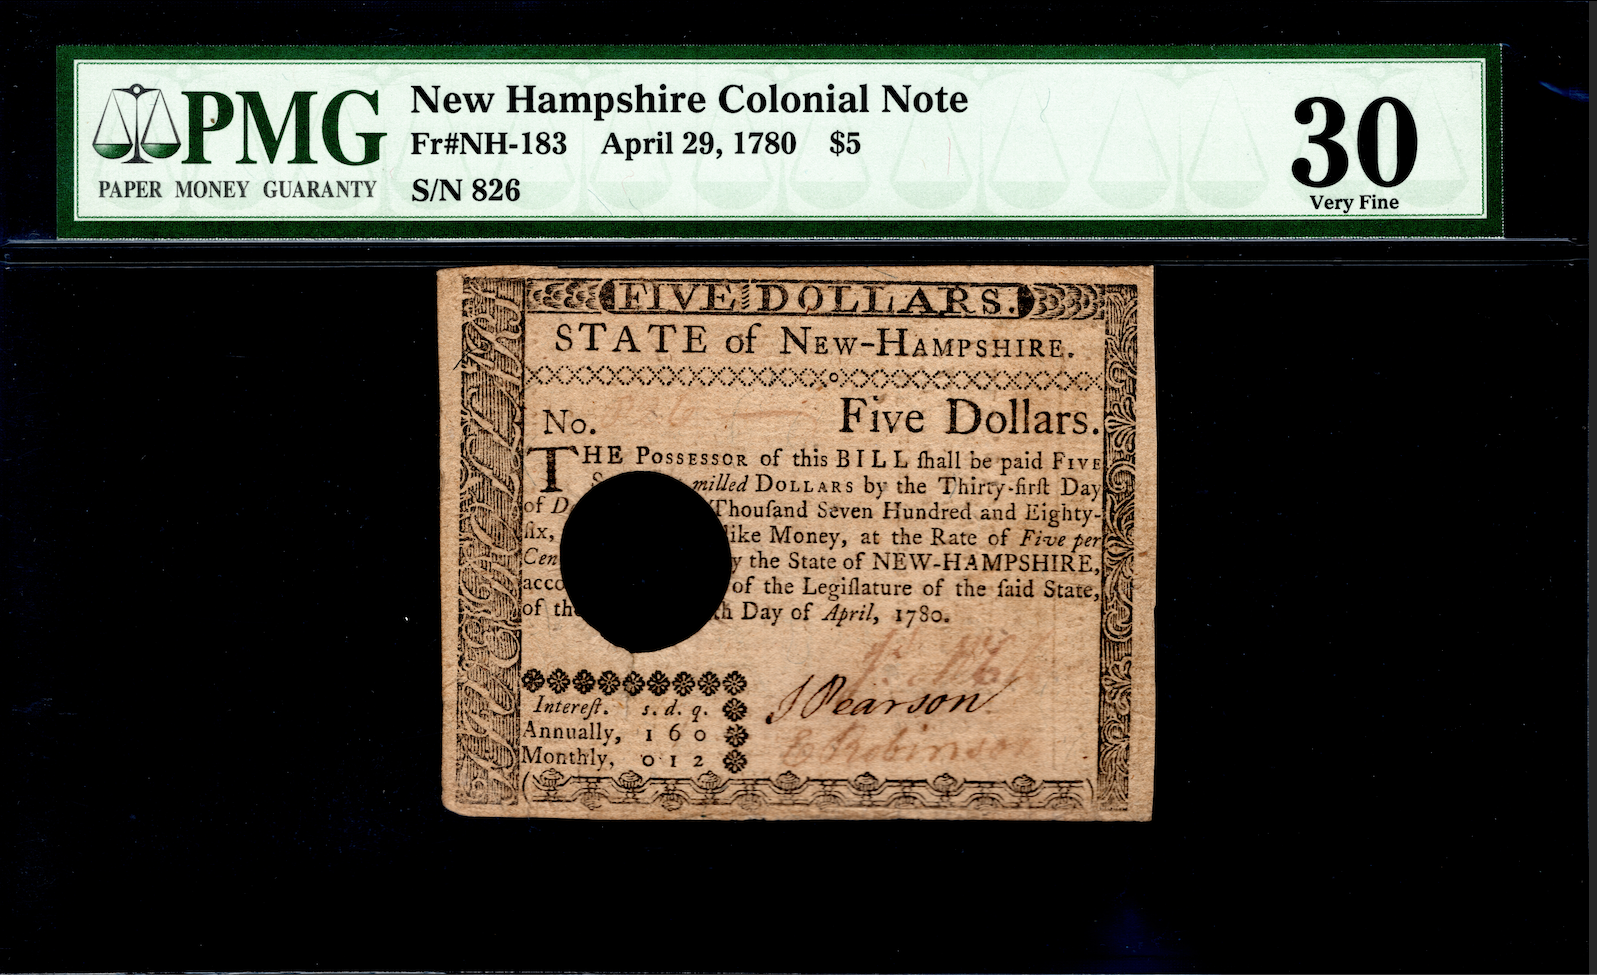 PMG
PAPER MONEY GUARANTY
New Hampshire Colonial Note
Fr#NH-183 April 29, 1780 $5
S/N 826
30
Very Fine
FIVE DOLLARS.
STATE of NEW-HAMPSHIRE.
No. Five Dollars.
THE POSSESSOR of this BILL ſhall be paid FIVE
milled DOLLARS by the Thirty-firſt Day
of D Thouſand Seven Hundred and Eighty-
ſix, like Money, at the Rate of Five per
Cen y the State of NEW-HAMPSHIRE,
acco of the Legiſlature of the ſaid State,
of th h Day of April, 1780.
Intereſt. s. d. q.
Annually, 1 6 0
Monthly, 0 1 2
J Pearson
E Robinso